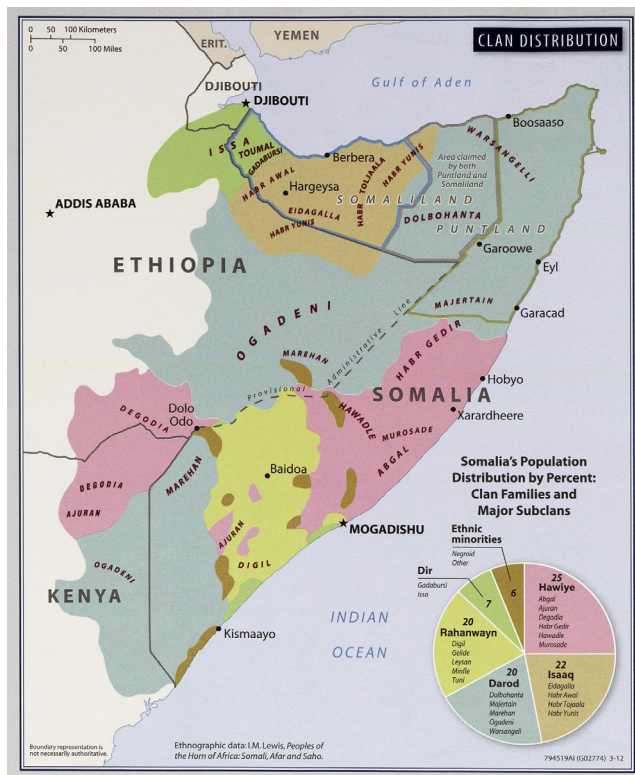 0 50 100 Kilometers
0 50 100 Miles
CLAN DISTRIBUTION
ERIT.
YEMEN
DJIBOUTI
DJIBOUTI
Gulf of Aden
Boosaaso
ISSA
TOUMAL
GADABURSI
Berbera
WARSANGELLI
HABR AWAL
HABR TOLJAALA
HABR YUNIS
Area claimed
by both
Puntland and
Somaliland
ADDIS ABABA
Hargeysa
SOMALILAND
EIDAGALLA
HABR YUNIS
DOLBOHANTA
PUNTLAND
Garoowe
ETHIOPIA
Eyl
MAJERTAIN
Garacad
OGADENI
Provisional Administrative Line
HABR GEDIR
MAREHAN
Hobyo
SOMALIA
DEGODIA
Dolo
Odo
HAWADLE
Xarardheere
MUROSADE
ABGAL
MAREHAN
Baidoa
DEGODIA
AJURAN
AJURAN
MOGADISHU
DIGIL
OGADENI
KENYA
Kismaayo
INDIAN
OCEAN
Somalia's Population
Distribution by Percent:
Clan Families and
Major Subclans
Ethnic
minorities
Negroid
Other
6
Dir
Gadabursi
Issa
7
25
Hawiye
Abgal
Ajuran
Degodia
Habr Gedir
Hawadle
Murosade
20
Rahanwayn
Digil
Gelide
Leysan
Mirifle
Tuni
22
Isaaq
Eidagalla
Habr Awal
Habr Tojaala
Habr Yunis
20
Darod
Dolbohanta
Majertain
Marehan
Ogadeni
Warsangeli
Boundary representation is
not necessarily authoritative.
Ethnographic data: I.M. Lewis, Peoples of
the Horn of Africa: Somali, Afar and Saho.
794519AI (G02774) 3-12